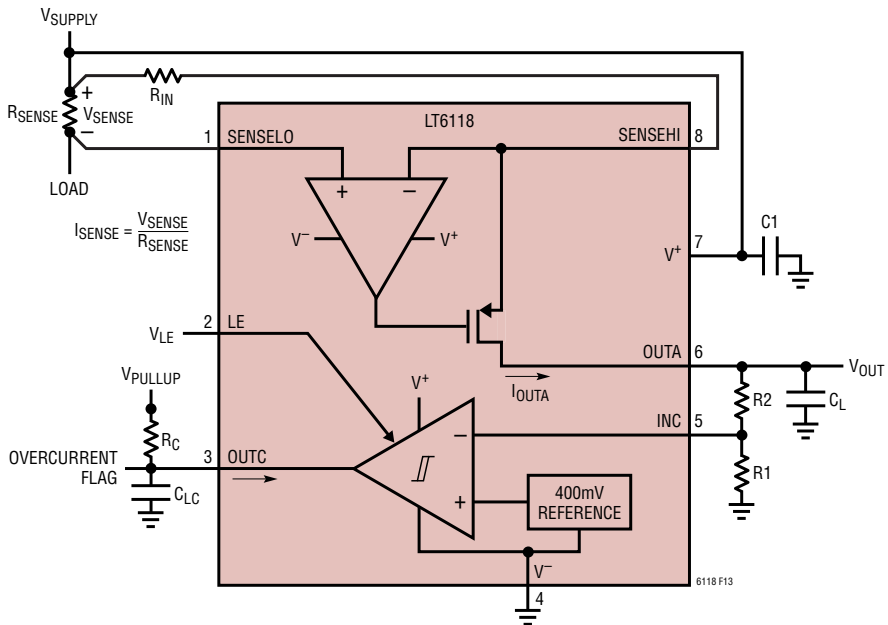 VSUPPLY
RIN
RSENSE
+
VSENSE
–
LOAD
ISENSE = VSENSE
RSENSE
LT6118
1 SENSELO
SENSEHI 8
+ –
V– V+
V+ 7
C1
VLE
2 LE
OUTA 6
VOUT
IOUTA
R2
CL
VPULLUP
RC
V+
INC 5
–
OVERCURRENT
FLAG
3 OUTC
CLC
+
400mV
REFERENCE
R1
V–
4
6118 F13